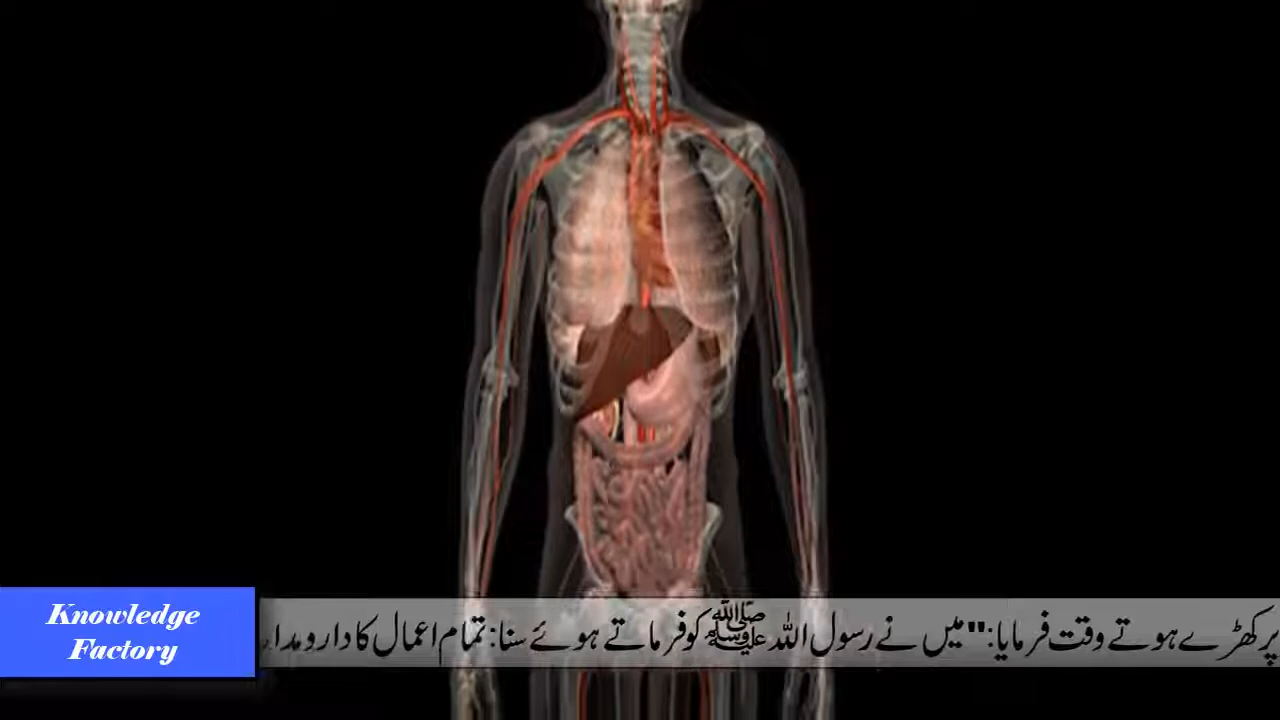 Knowledge
Factory
پر کھڑے ہوتے وقت فرمایا: "میں نے رسول اللہ ﷺ کو فرماتے ہوئے سنا: تمام اعمال کا دارومدار